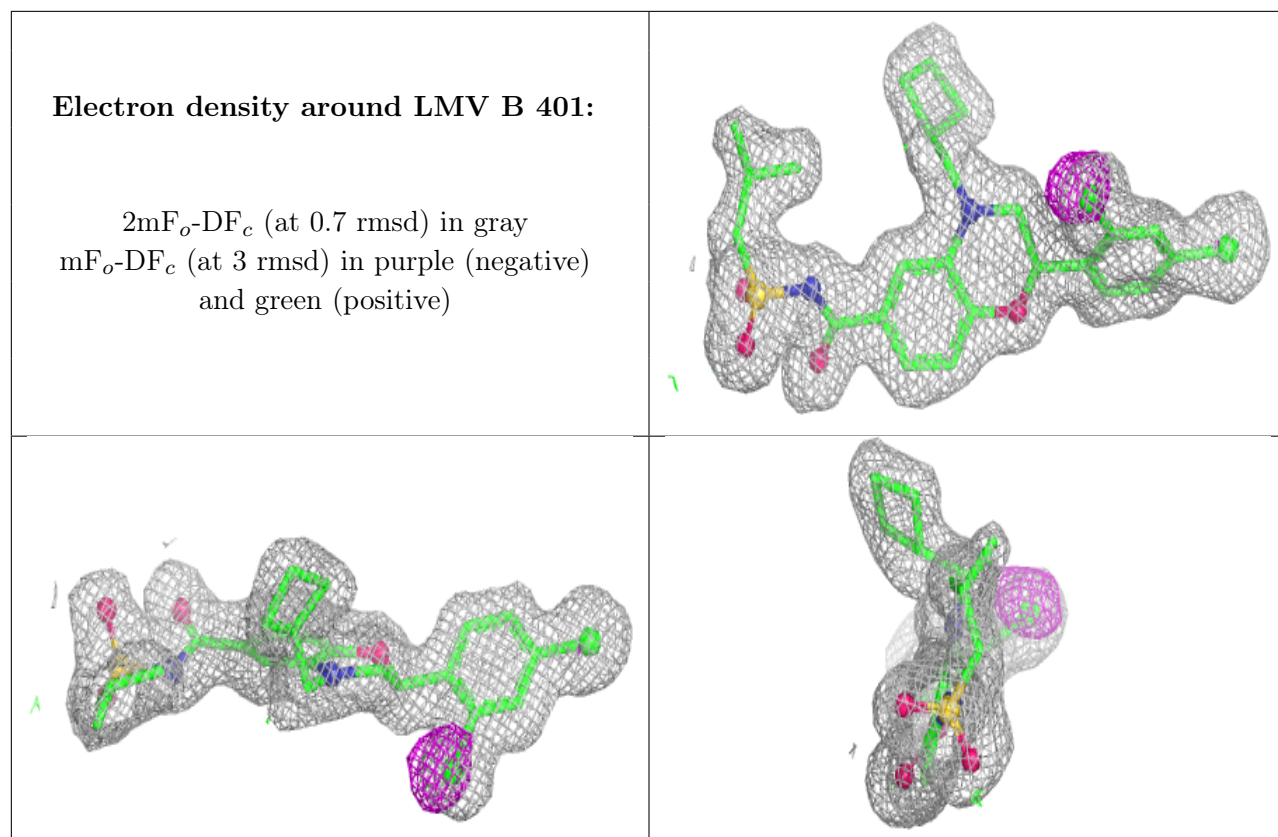 Electron density around LMV B 401:
2mFₒ-DF𝑐 (at 0.7 rmsd) in gray
mFₒ-DF𝑐 (at 3 rmsd) in purple (negative)
and green (positive)